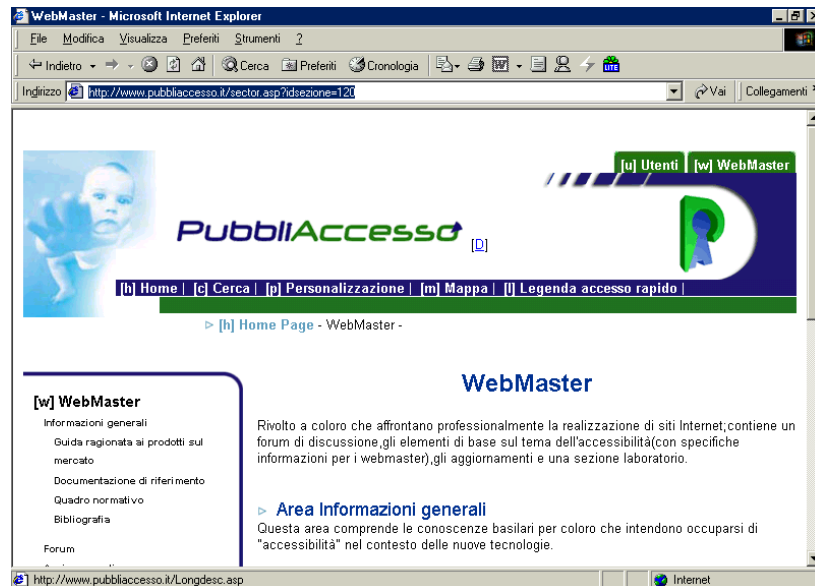 WebMaster - Microsoft Internet Explorer
File Modifica Visualizza Preferiti Strumenti ?
Indietro Cerca Preferiti Cronologia LITE
Indirizzo http://www.pubbliaccesso.it/sector.asp?idsezione=120 Vai Collegamenti
[u] Utenti [w] WebMaster
PubbliAccesso [D]
[h] Home | [c] Cerca | [p] Personalizzazione | [m] Mappa | [l] Legenda accesso rapido |
[h] Home Page - WebMaster -
[w] WebMaster
Informazioni generali
Guida ragionata ai prodotti sul
mercato
Documentazione di riferimento
Quadro normativo
Bibliografia
Forum
WebMaster
Rivolto a coloro che affrontano professionalmente la realizzazione di siti Internet;contiene un
forum di discussione,gli elementi di base sul tema dell'accessibilità(con specifiche
informazioni per i webmaster),gli aggiornamenti e una sezione laboratorio.
Area Informazioni generali
Questa area comprende le conoscenze basilari per coloro che intendono occuparsi di
"accessibilità" nel contesto delle nuove tecnologie.
http://www.pubbliaccesso.it/Longdesc.asp Internet